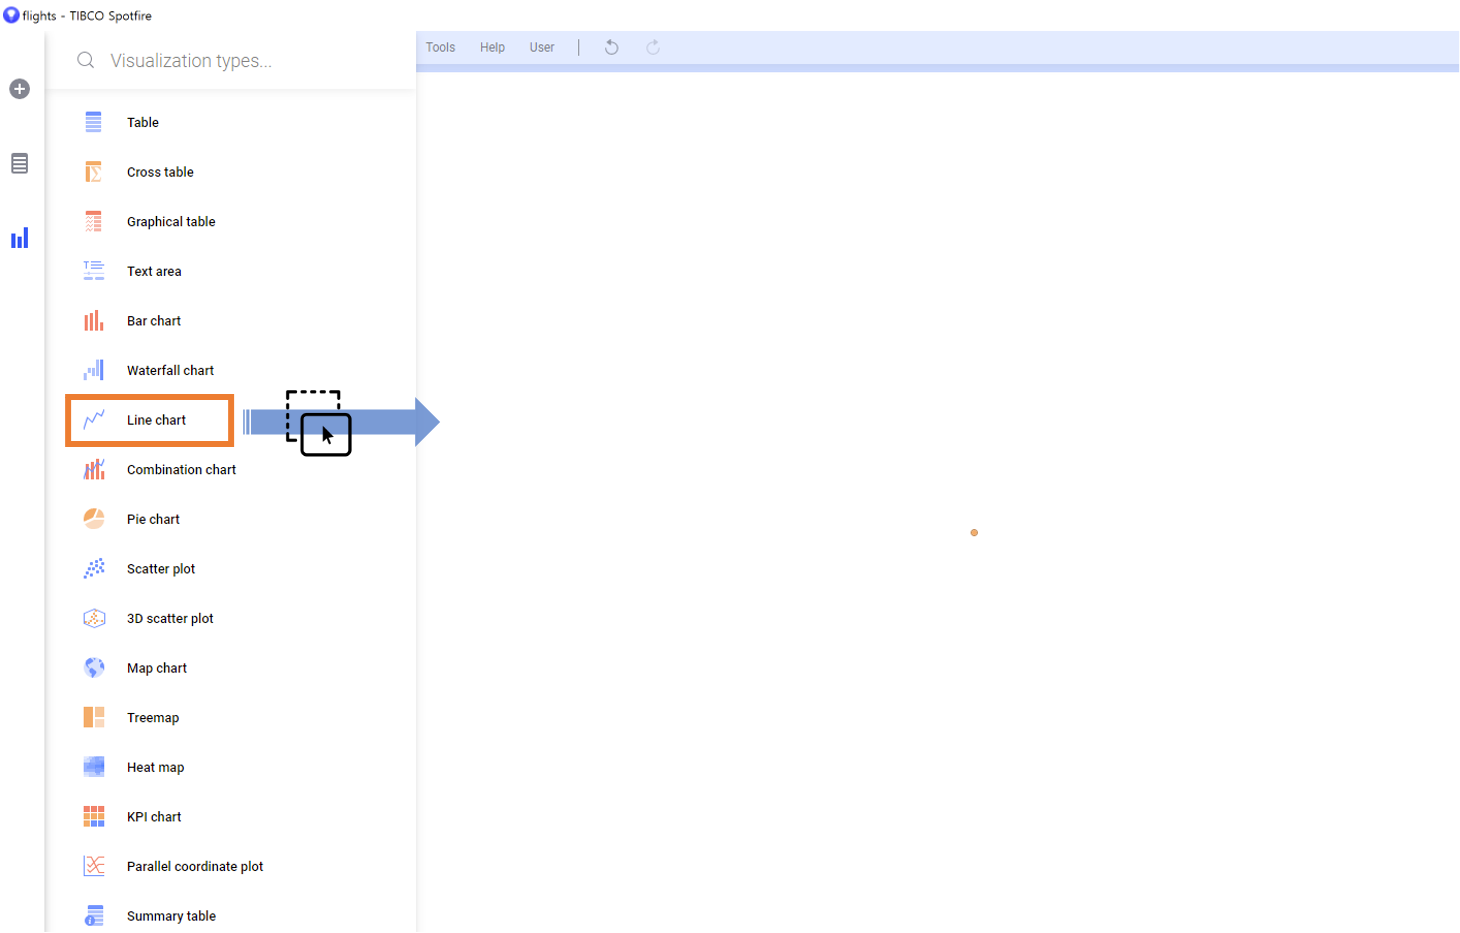 flights - TIBCO Spotfire
Visualization types...
Tools Help User
Table
Cross table
Graphical table
Text area
Bar chart
Waterfall chart
Line chart
Combination chart
Pie chart
Scatter plot
3D scatter plot
Map chart
Treemap
Heat map
KPI chart
Parallel coordinate plot
Summary table